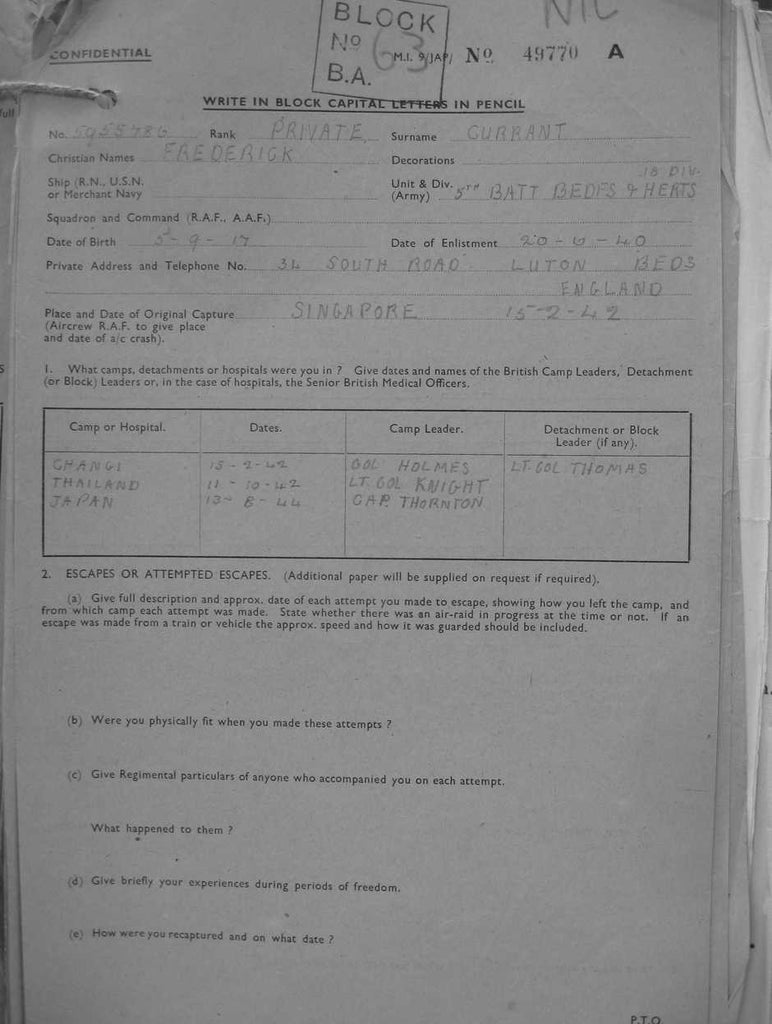 BLOCK
Nº 63
B.A.
NIL
CONFIDENTIAL
M.I. 9/JAP/ Nº. 49770 A
WRITE IN BLOCK CAPITAL LETTERS IN PENCIL
full
No. 5955786 Rank PRIVATE Surname CURRANT
Christian Names FREDERICK Decorations
18 DIV.
Ship (R.N., U.S.N. or Merchant Navy
Unit & Div. (Army) 5TH BATT BEDFS & HERTS
Squadron and Command (R.A.F., A.A.F.)
Date of Birth 5-9-17 Date of Enlistment 20-6-40
Private Address and Telephone No. 34 SOUTH ROAD LUTON BEDS
ENGLAND
Place and Date of Original Capture SINGAPORE 15-2-42
(Aircrew R.A.F. to give place
and date of a/c crash).
1. What camps, detachments or hospitals were you in ? Give dates and names of the British Camp Leaders, Detachment
(or Block) Leaders or, in the case of hospitals, the Senior British Medical Officers.
Camp or Hospital. Dates. Camp Leader. Detachment or Block
Leader (if any).
CHANGI 15-2-42 COL HOLMES LT COL THOMAS
THAILAND 11-10-42 LT COL KNIGHT
JAPAN 13-8-44 CAP THORNTON
2. ESCAPES OR ATTEMPTED ESCAPES. (Additional paper will be supplied on request if required).
(a) Give full description and approx. date of each attempt you made to escape, showing how you left the camp, and
from which camp each attempt was made. State whether there was an air-raid in progress at the time or not. If an
escape was made from a train or vehicle the approx. speed and how it was guarded should be included.
(b) Were you physically fit when you made these attempts ?
(c) Give Regimental particulars of anyone who accompanied you on each attempt.
What happened to them ?
(d) Give briefly your experiences during periods of freedom.
(e) How were you recaptured and on what date ?
P.T.O.